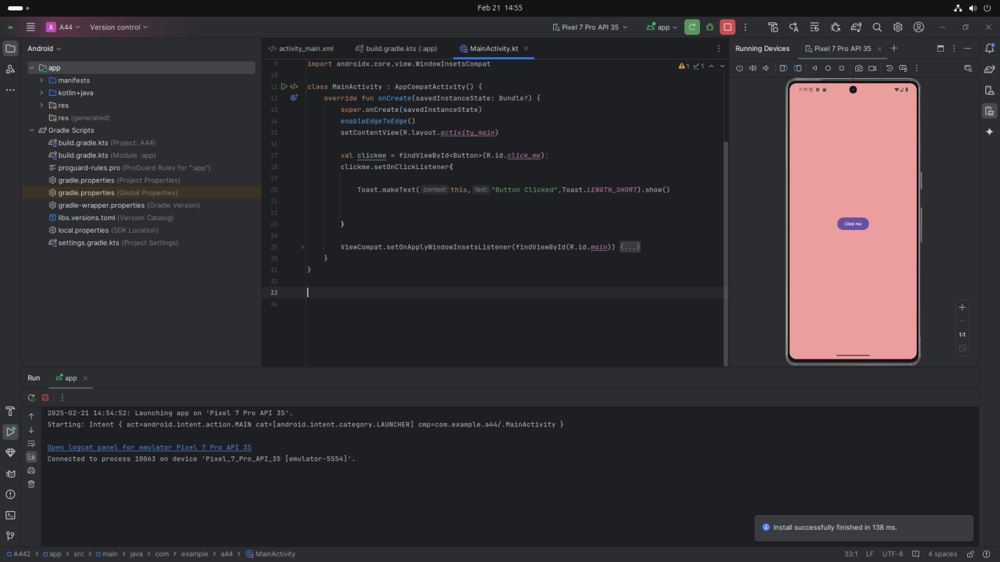 Feb 21 14:55
A A44 Version control Pixel 7 Pro API 35 app
Android
app
manifests
kotlin+java
res
res (generated)
Gradle Scripts
build.gradle.kts (Project: A44)
build.gradle.kts (Module :app)
proguard-rules.pro (ProGuard Rules for ":app")
gradle.properties (Project Properties)
gradle.properties (Global Properties)
gradle-wrapper.properties (Gradle Version)
libs.versions.toml (Version Catalog)
local.properties (SDK Location)
settings.gradle.kts (Project Settings)
activity_main.xml build.gradle.kts (:app) MainActivity.kt
1 1
9 import androidx.core.view.WindowInsetsCompat
10
11 class MainActivity : AppCompatActivity() {
12 override fun onCreate(savedInstanceState: Bundle?) {
13 super.onCreate(savedInstanceState)
14 enableEdgeToEdge()
15 setContentView(R.layout.activity_main)
16
17 val clickme = findViewById<Button>(R.id.click_me);
18 clickme.setOnClickListener{
19
20 Toast.makeText( context: this, text: "Button Clicked",Toast.LENGTH_SHORT).show()
21
22
23 }
24
25 ViewCompat.setOnApplyWindowInsetsListener(findViewById(R.id.main)) {...}
30 }
31 }
32
33
34
Running Devices Pixel 7 Pro API 35
2:55
Click me
1:1
Run app
2025-02-21 14:54:52: Launching app on 'Pixel 7 Pro API 35'.
Starting: Intent { act=android.intent.action.MAIN cat=[android.intent.category.LAUNCHER] cmp=com.example.a44/.MainActivity }
Open logcat panel for emulator Pixel 7 Pro API 35
Connected to process 10063 on device 'Pixel_7_Pro_API_35 [emulator-5554]'.
Install successfully finished in 138 ms.
A442 > app > src > main > java > com > example > a44 > MainActivity
33:1 LF UTF-8 4 spaces